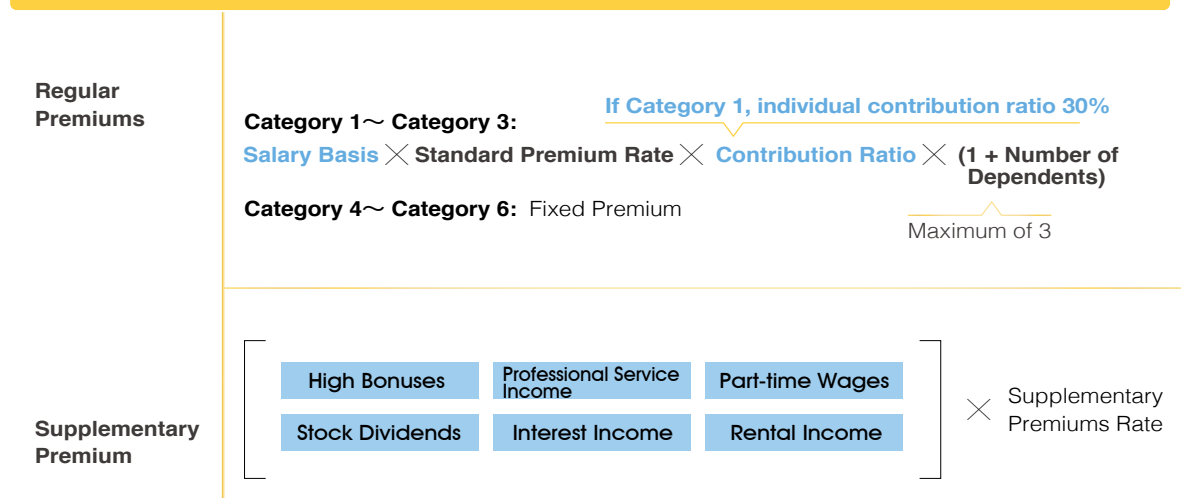 Regular
Premiums
If Category 1, individual contribution ratio 30%
Category 1～ Category 3:
Salary Basis × Standard Premium Rate × Contribution Ratio × (1 + Number of
Dependents)
Category 4～ Category 6: Fixed Premium
Maximum of 3
Supplementary
Premium
High Bonuses
Professional Service
Income
Part-time Wages
Stock Dividends
Interest Income
Rental Income
× Supplementary
Premiums Rate